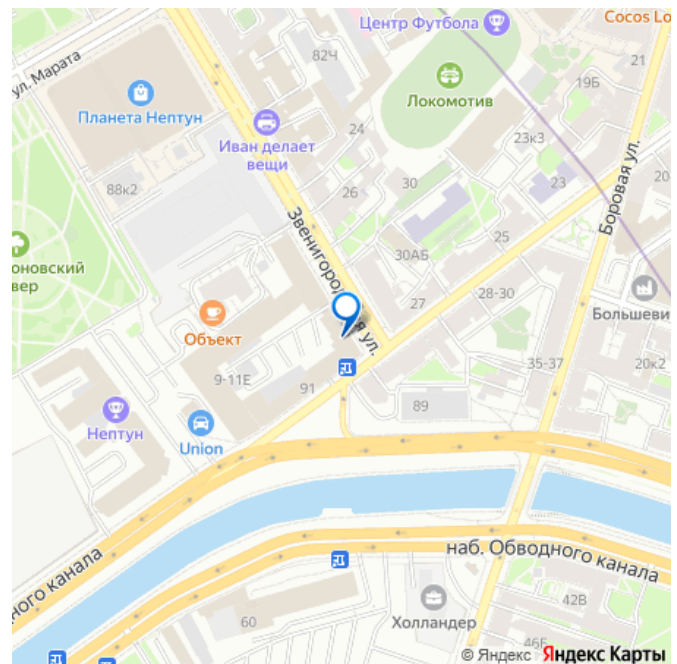 Центр Футбола
Cocos Lo
ул. Марата
82Ч
21
Локомотив
19Б
Планета Нептун
Иван делает
вещи
24
23к3
Боровая ул.
88к2
26
30
23
20
Звенигородская ул.
оновский
вер
30АБ
25
28-30
27
Большеви
Объект
35-37
20к2
9-11Е
91
89
Нептун
Union
дного канала
наб. Обводного канала
42В
Холландер
60
46Б
© Яндекс Яндекс Карты